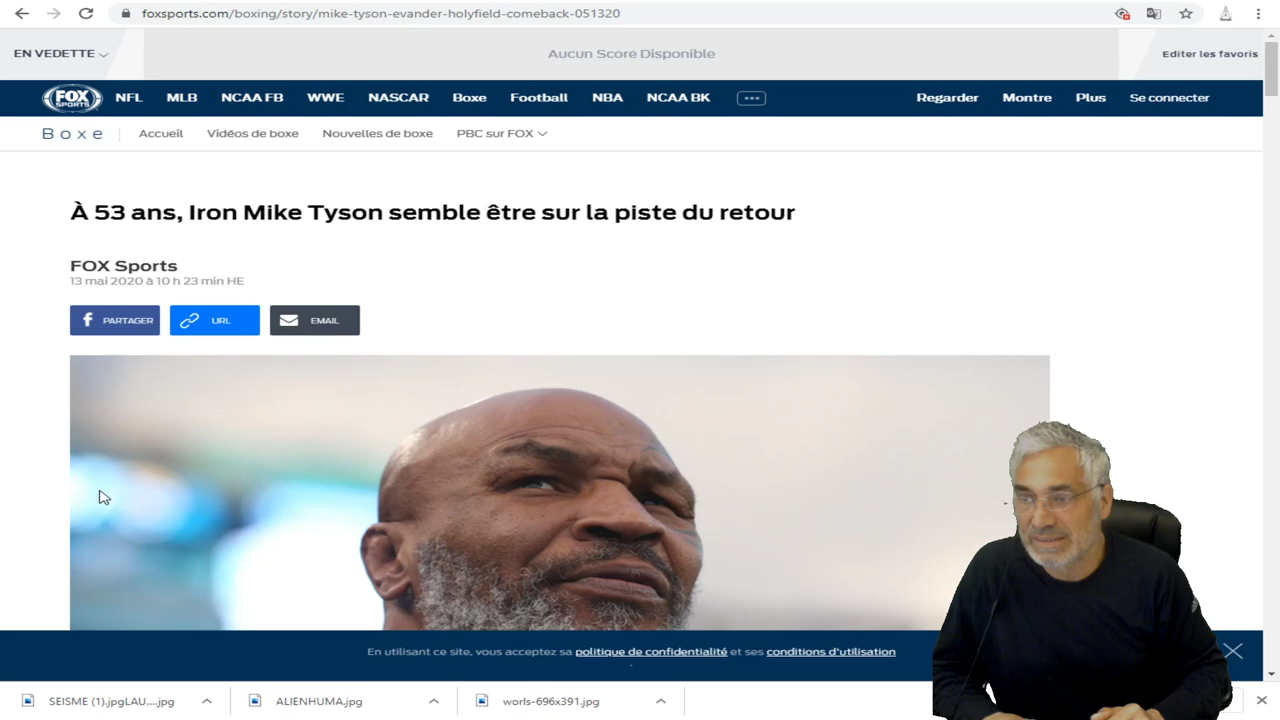 foxsports.com/boxing/story/mike-tyson-evander-holyfield-comeback-051320
EN VEDETTE
Aucun Score Disponible
Editer les favoris
FOX SPORTS NFL MLB NCAA FB WWE NASCAR Boxe Football NBA NCAA BK Regarder Montre Plus Se connecter
Boxe Accueil Vidéos de boxe Nouvelles de boxe PBC sur FOX
À 53 ans, Iron Mike Tyson semble être sur la piste du retour
FOX Sports
13 mai 2020 à 10 h 23 min HE
f PARTAGER URL EMAIL
En utilisant ce site, vous acceptez sa politique de confidentialité et ses conditions d'utilisation
.
SEISME (1).jpgLAU....jpg ALIENHUMA.jpg worls-696x391.jpg